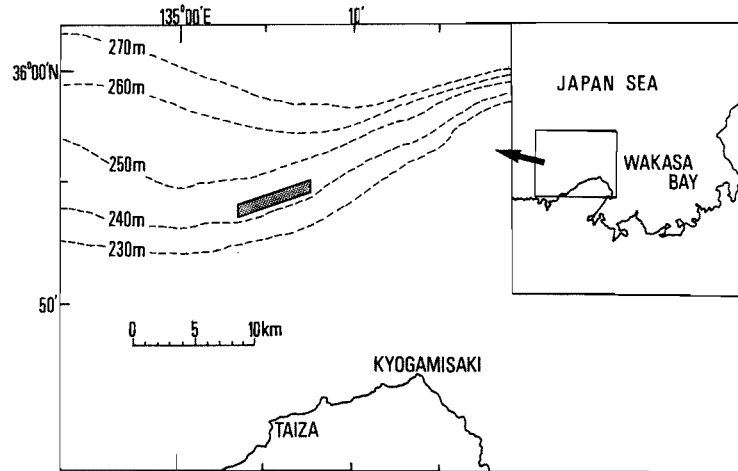 135°00'E
10'
36°00'N
270m
260m
250m
240m
230m
50'
0 5 10km
KYOGAMISAKI
TAIZA
JAPAN SEA
WAKASA
BAY